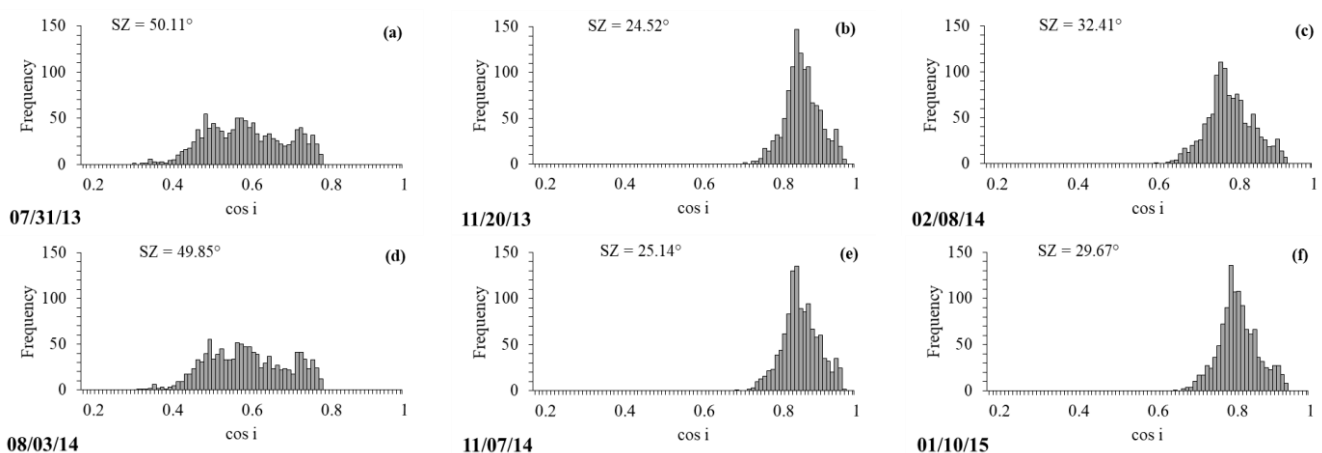 SZ = 50.11°
(a)
150
100
50
0
Frequency
0.2 0.4 0.6 0.8 1
cos i
07/31/13
SZ = 24.52°
(b)
150
100
50
0
Frequency
0.2 0.4 0.6 0.8 1
cos i
11/20/13
SZ = 32.41°
(c)
150
100
50
0
Frequency
0.2 0.4 0.6 0.8 1
cos i
02/08/14
SZ = 49.85°
(d)
150
100
50
0
Frequency
0.2 0.4 0.6 0.8 1
cos i
08/03/14
SZ = 25.14°
(e)
150
100
50
0
Frequency
0.2 0.4 0.6 0.8 1
cos i
11/07/14
SZ = 29.67°
(f)
150
100
50
0
Frequency
0.2 0.4 0.6 0.8 1
cos i
01/10/15